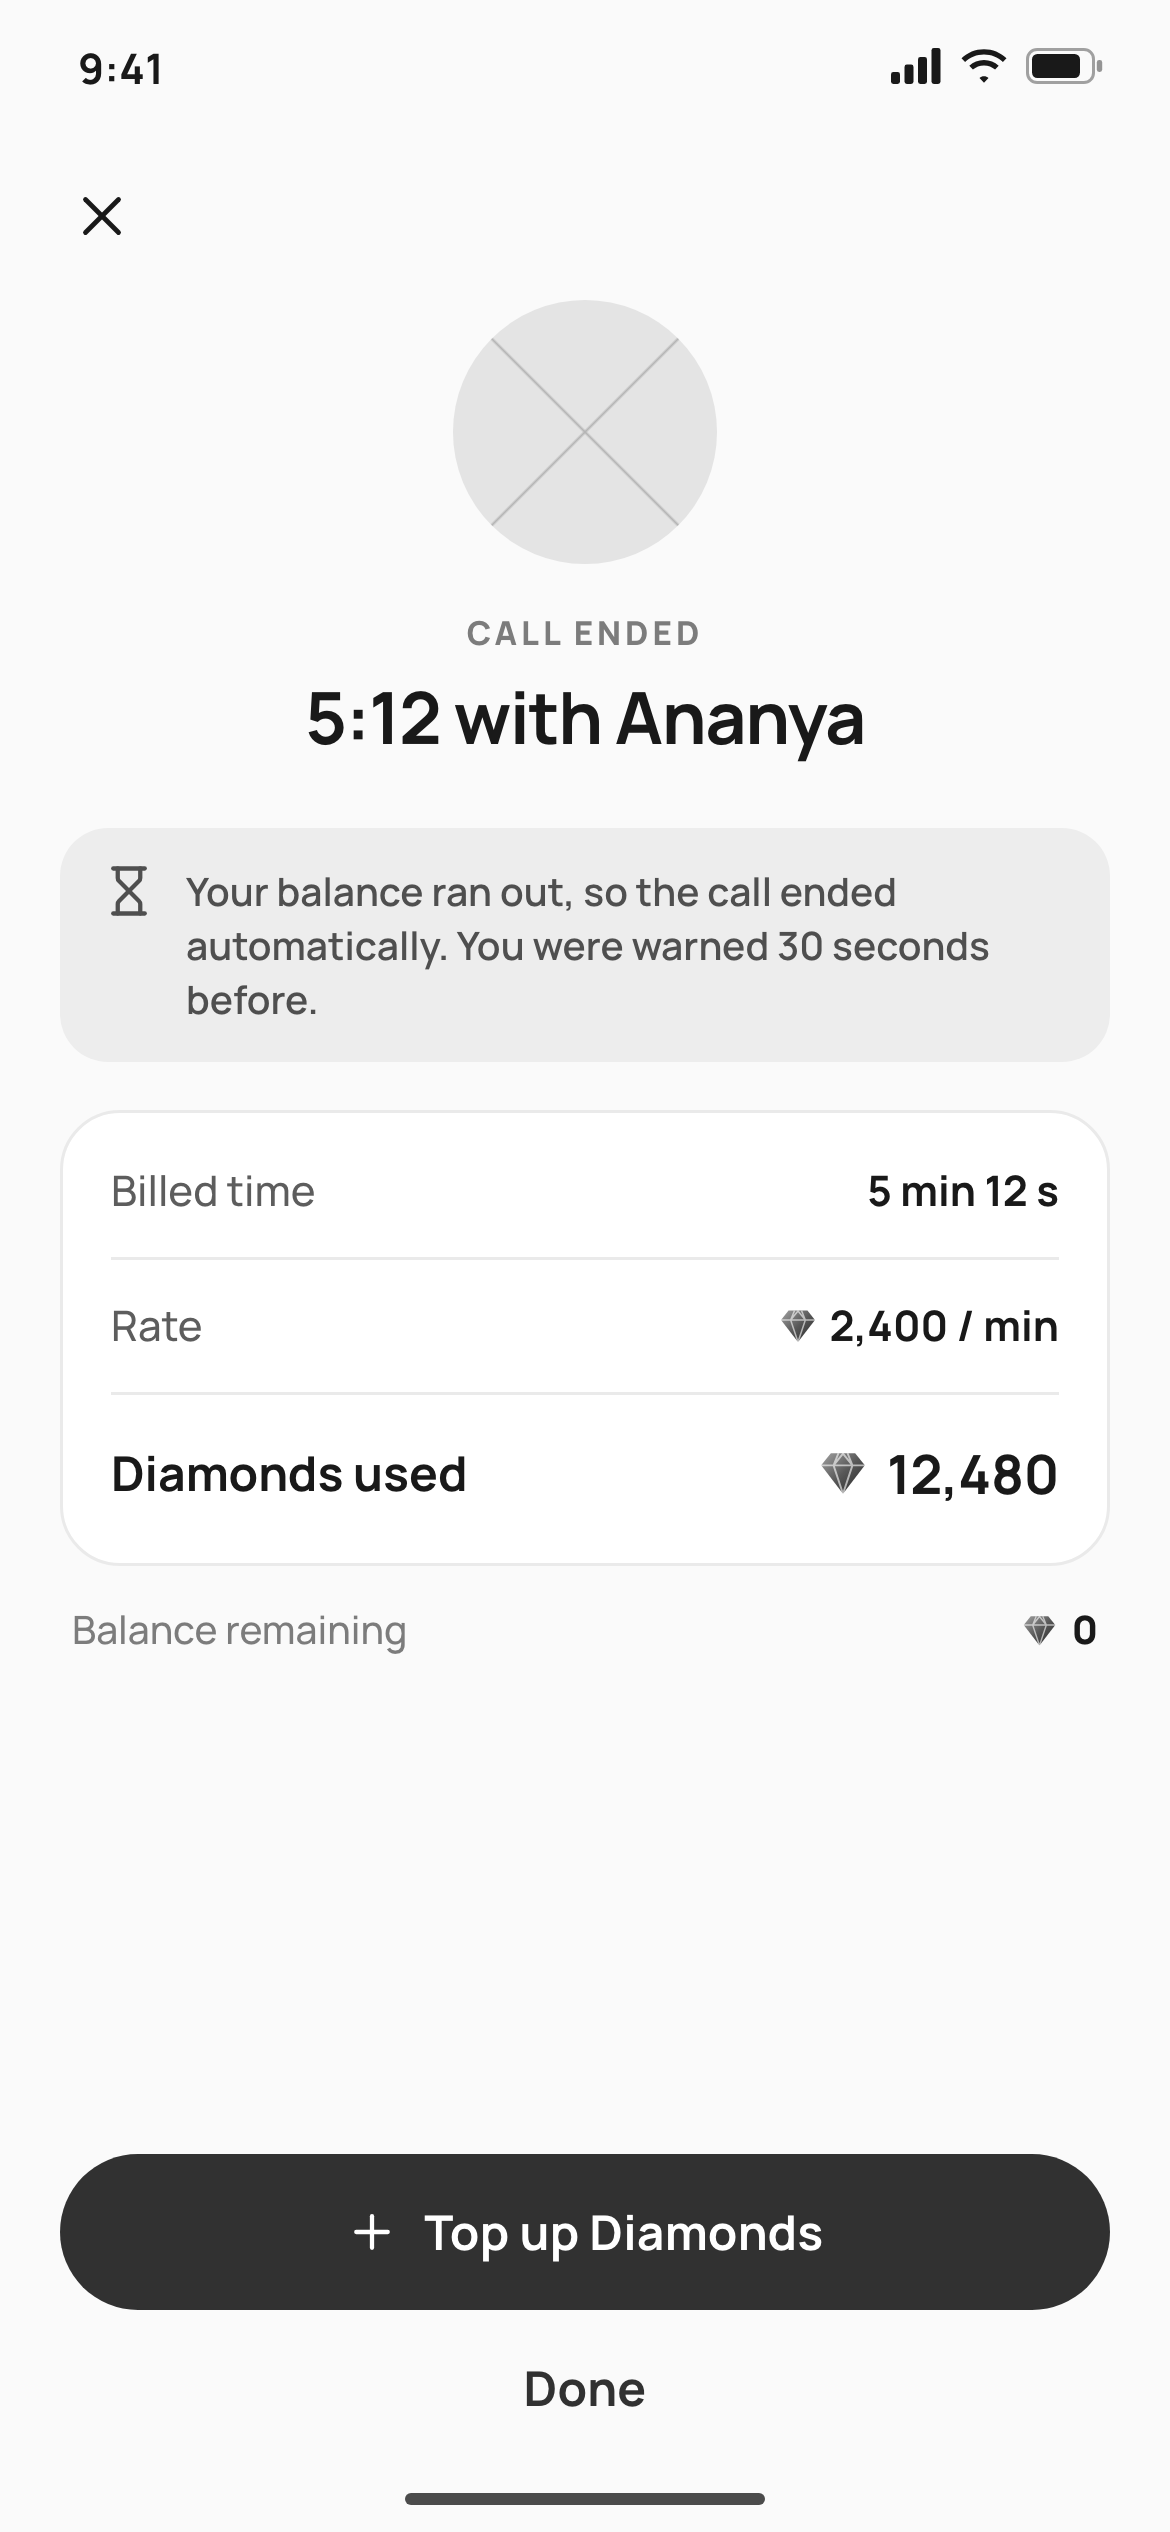 9:41
CALL ENDED
5:12 with Ananya
Your balance ran out, so the call ended
automatically. You were warned 30 seconds
before.
Billed time 5 min 12 s
Rate 2,400 / min
Diamonds used 12,480
Balance remaining 0
Top up Diamonds
Done